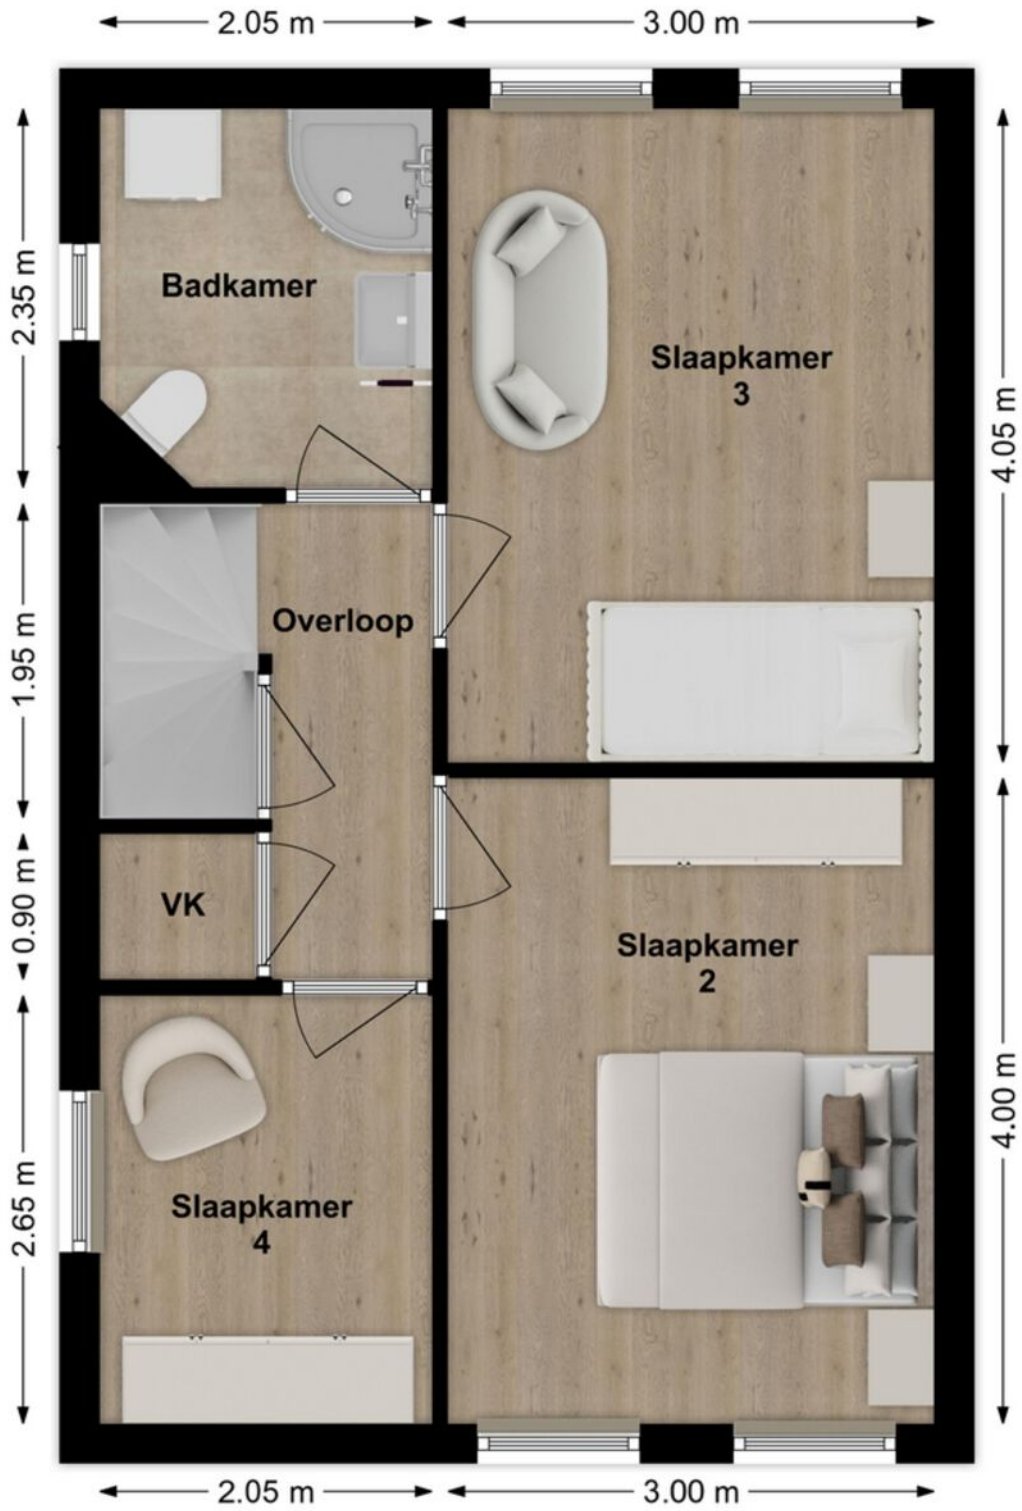 2.05 m
3.00 m
2.35 m
Badkamer
Slaapkamer
3
4.05 m
1.95 m
Overloop
0.90 m
VK
Slaapkamer
2
4.00 m
2.65 m
Slaapkamer
4
2.05 m
3.00 m